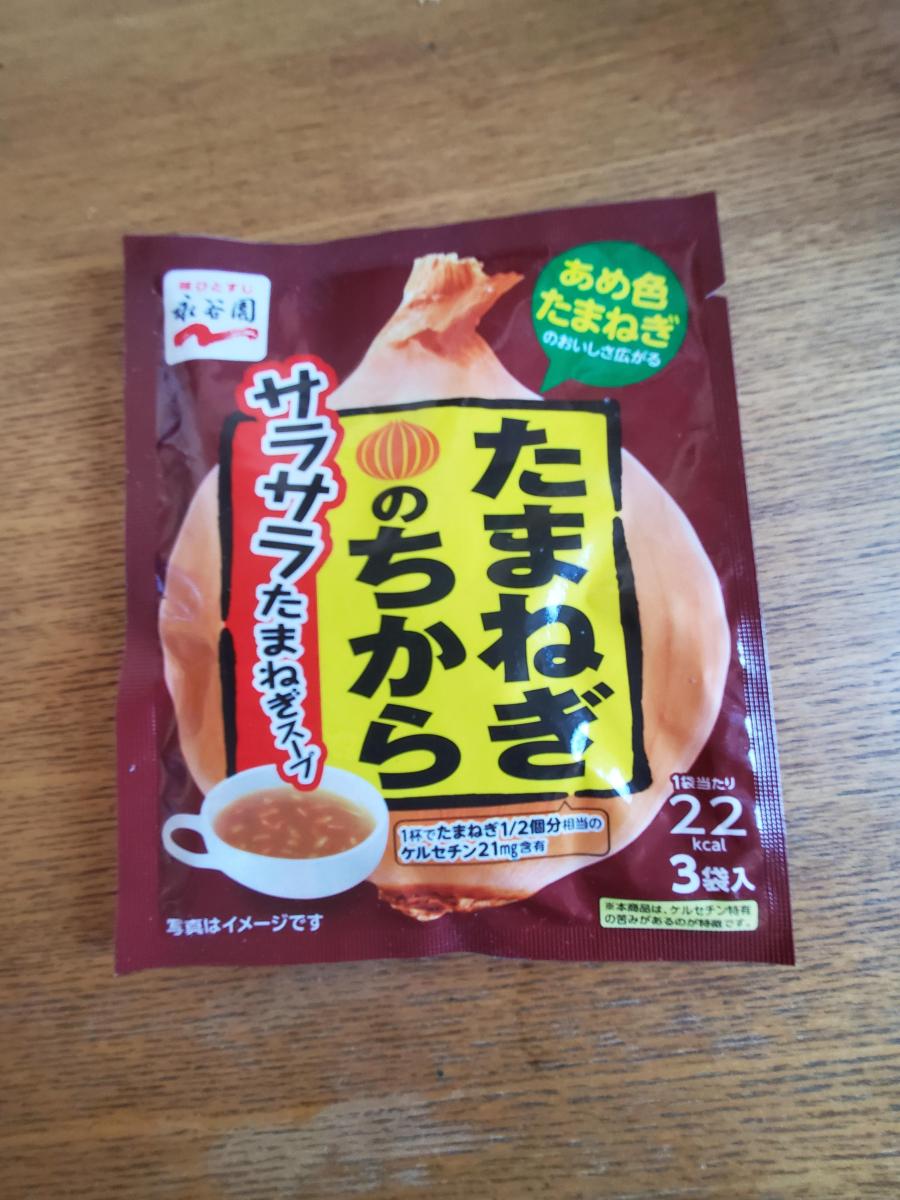 味ひとすじ
永谷園
あめ色
たまねぎ
のおいしさ広がる
たまねぎ
のちから
サラサラたまねぎスープ
1杯でたまねぎ1/2個分相当の
ケルセチン21mg含有
1袋当たり
22
kcal
3袋入
※本商品は、ケルセチン特有
の苦みがあるのが特徴です。
写真はイメージです